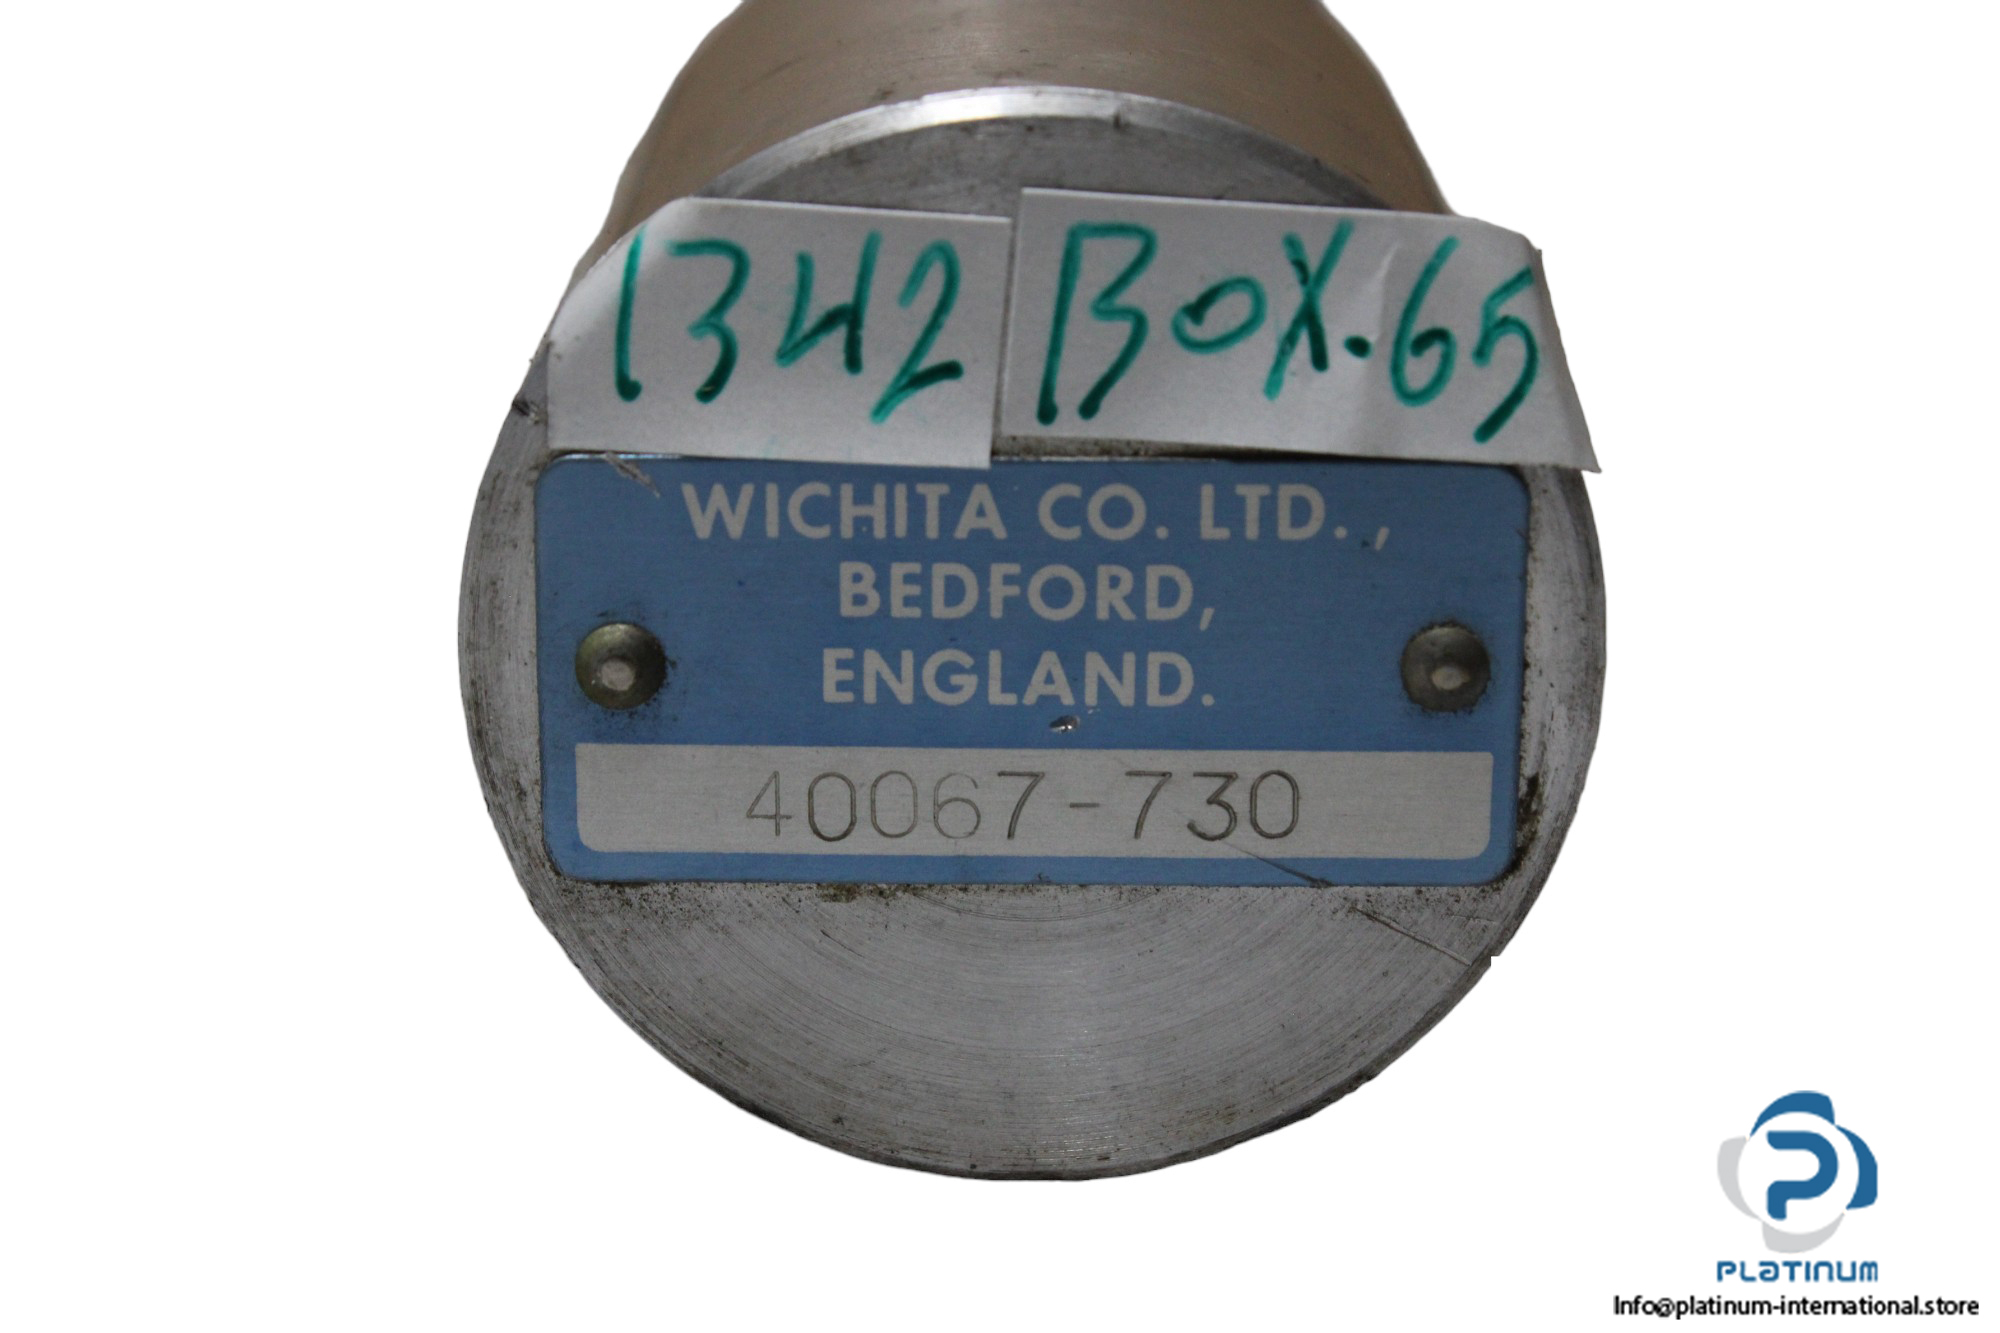 1342 BOX.65
WICHITA CO. LTD.,
BEDFORD,
ENGLAND.
40067-730
PLATINUM
Info@platinum-international.store